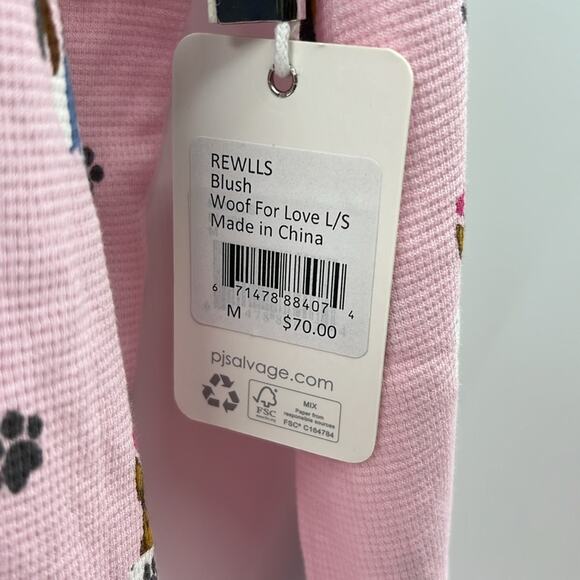 REWLLS
Blush
Woof For Love L/S
Made in China
6 71478 88407 4
M $70.00
pjsalvage.com
FSC
MIX
Paper from
responsible sources
FSC® C164784